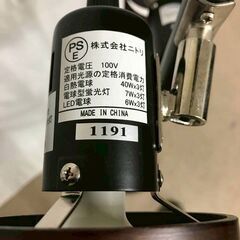 PS
E
株式会社ニトリ
定格電圧 100V
適用光源の定格消費電力
白熱電球 40Wx3灯
電球型蛍光灯 7Wx3灯
LED電球 6Wx3灯
MADE IN CHINA
1191